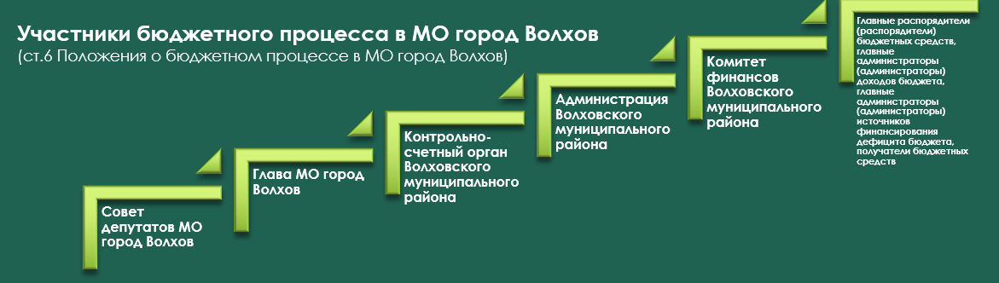 Участники бюджетного процесса в МО город Волхов
(ст.6 Положения о бюджетном процессе в МО город Волхов)
Совет
депутатов МО
город Волхов
Глава МО город
Волхов
Контрольно-
счетный орган
Волховского
муниципального
района
Администрация
Волховского
муниципального
района
Комитет
финансов
Волховского
муниципального
района
Главные распорядители
(распорядители)
бюджетных средств,
главные
администраторы
(администраторы)
доходов бюджета,
главные
администраторы
(администраторы)
источников
финансирования
дефицита бюджета,
получатели бюджетных
средств